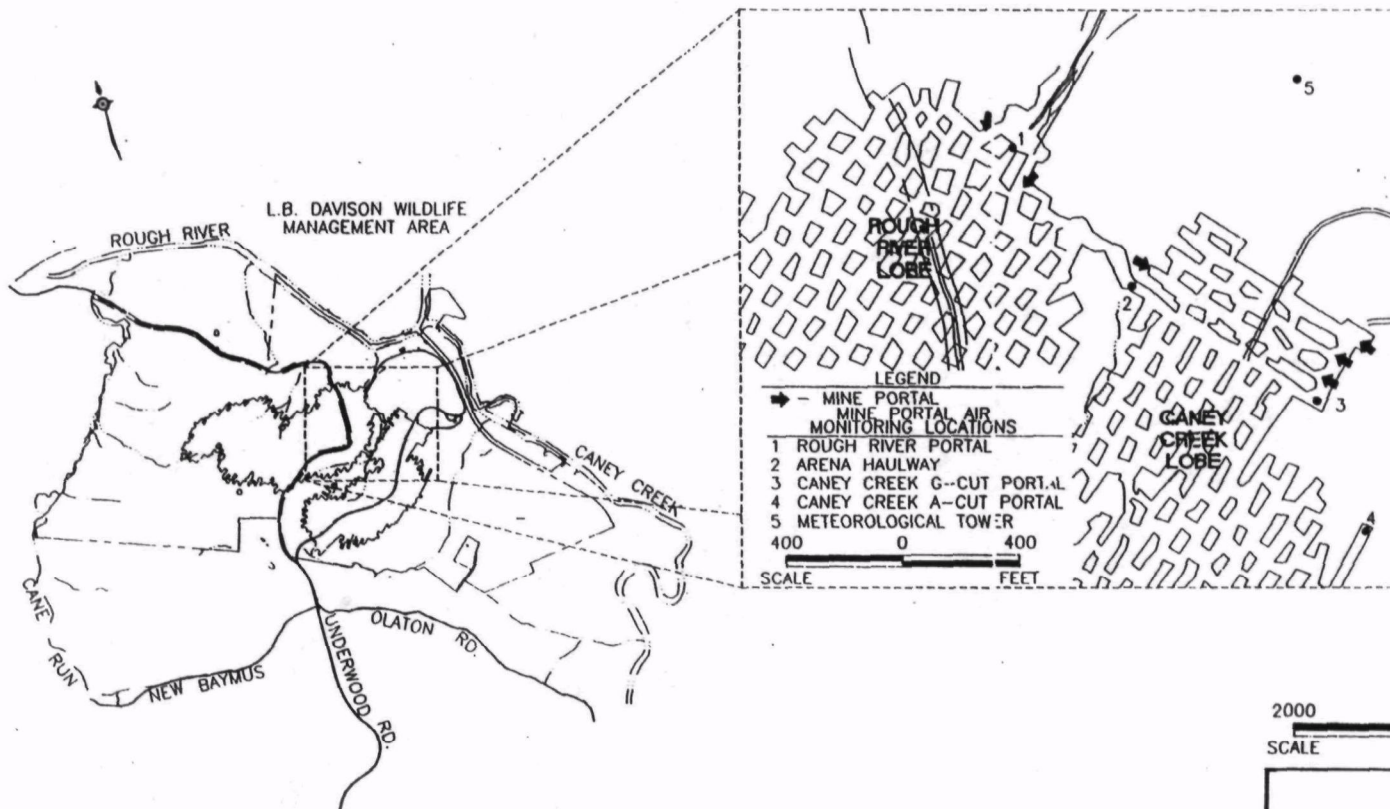 L.B. DAVISON WILDLIFE
MANAGEMENT AREA
ROUGH RIVER
CANEY CREEK
CANE RUN
NEW BAYMUS
OLATON RD.
UNDERWOOD RD.
5
1
ROUGH
RIVER
LOBE
2
3
CANEY
CREEK
LOBE
4
LEGEND
- MINE PORTAL
MINE PORTAL AIR
MONITORING LOCATIONS
1 ROUGH RIVER PORTAL
2 ARENA HAULWAY
3 CANEY CREEK G-CUT PORTAL
4 CANEY CREEK A-CUT PORTAL
5 METEOROLOGICAL TOWER
400 0 400
SCALE FEET
2000
SCALE